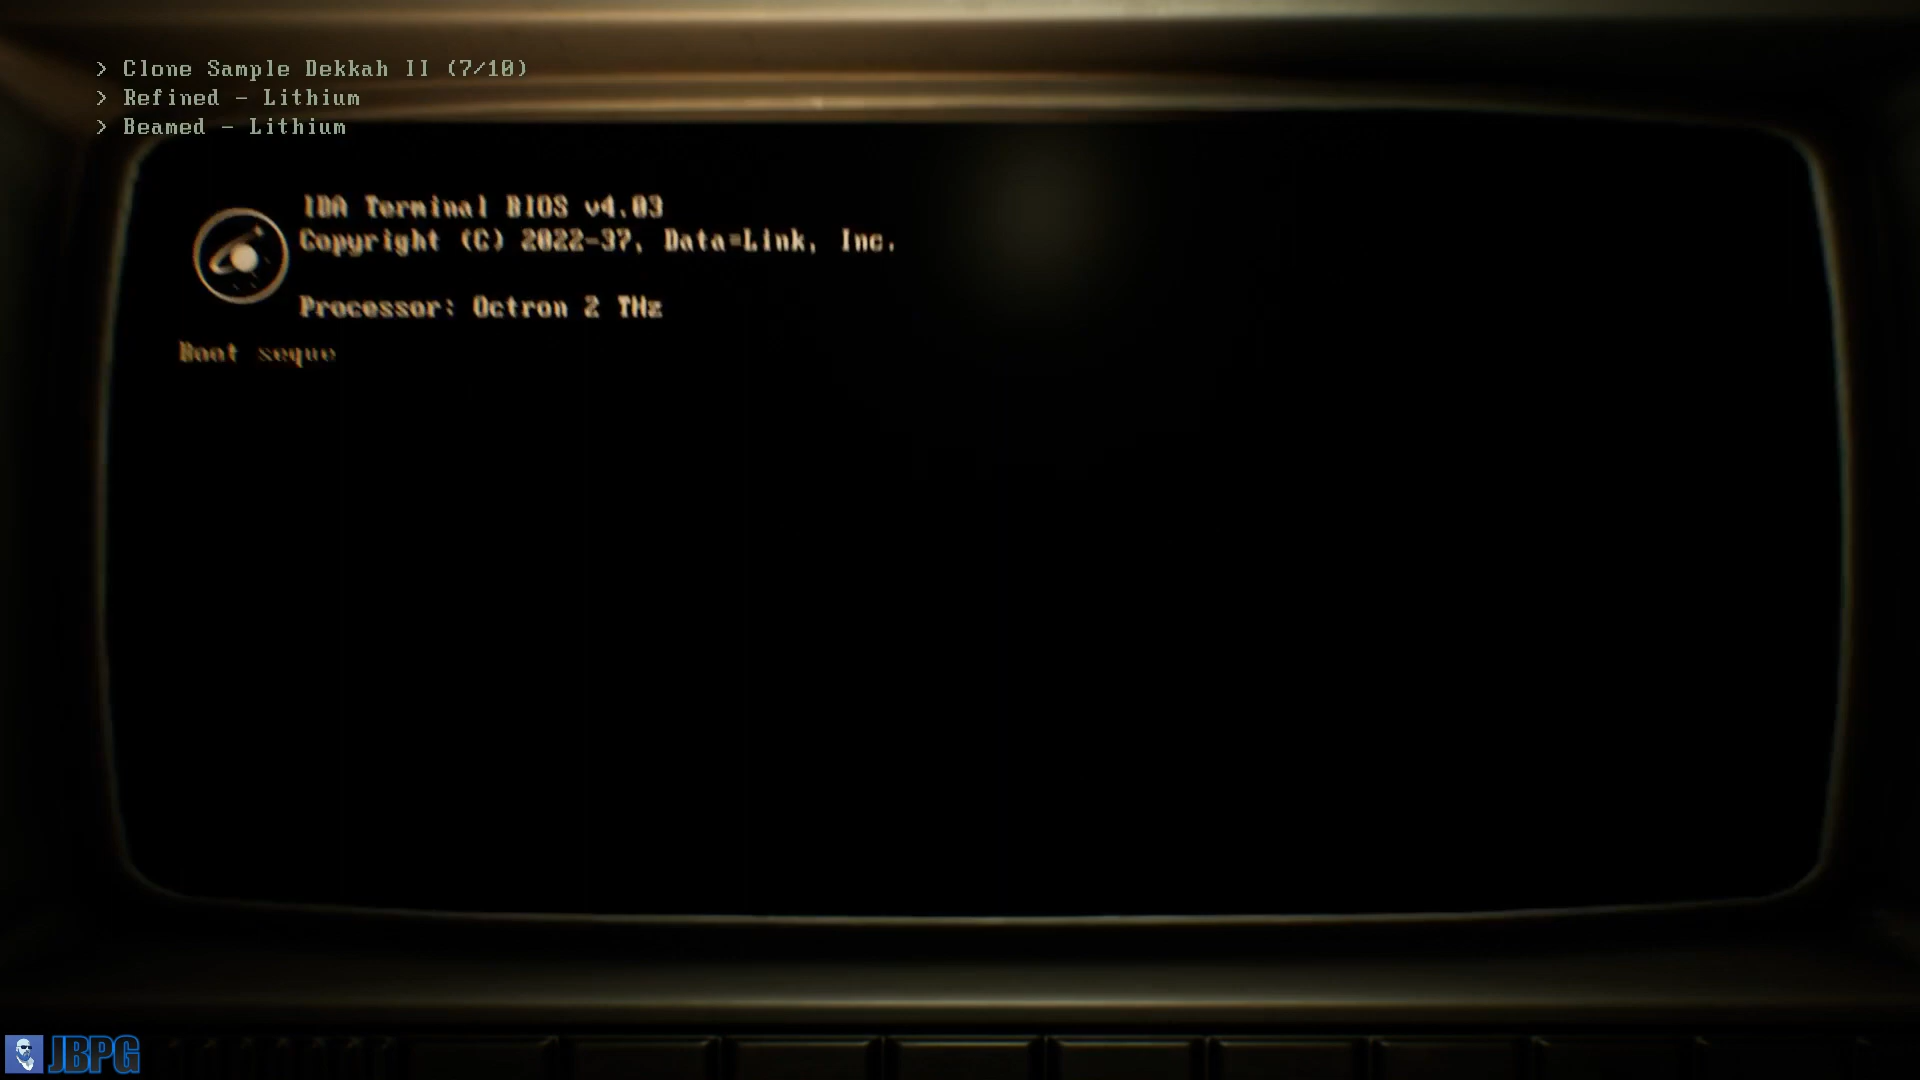 > Clone Sample Dekkah II (7/10)
> Refined - Lithium
> Beamed - Lithium
IDA Terminal BIOS v4.03
Copyright (C) 2022-37, Data=Link, Inc.
Processor: Octron 2 THz
Boot seque
JBPG